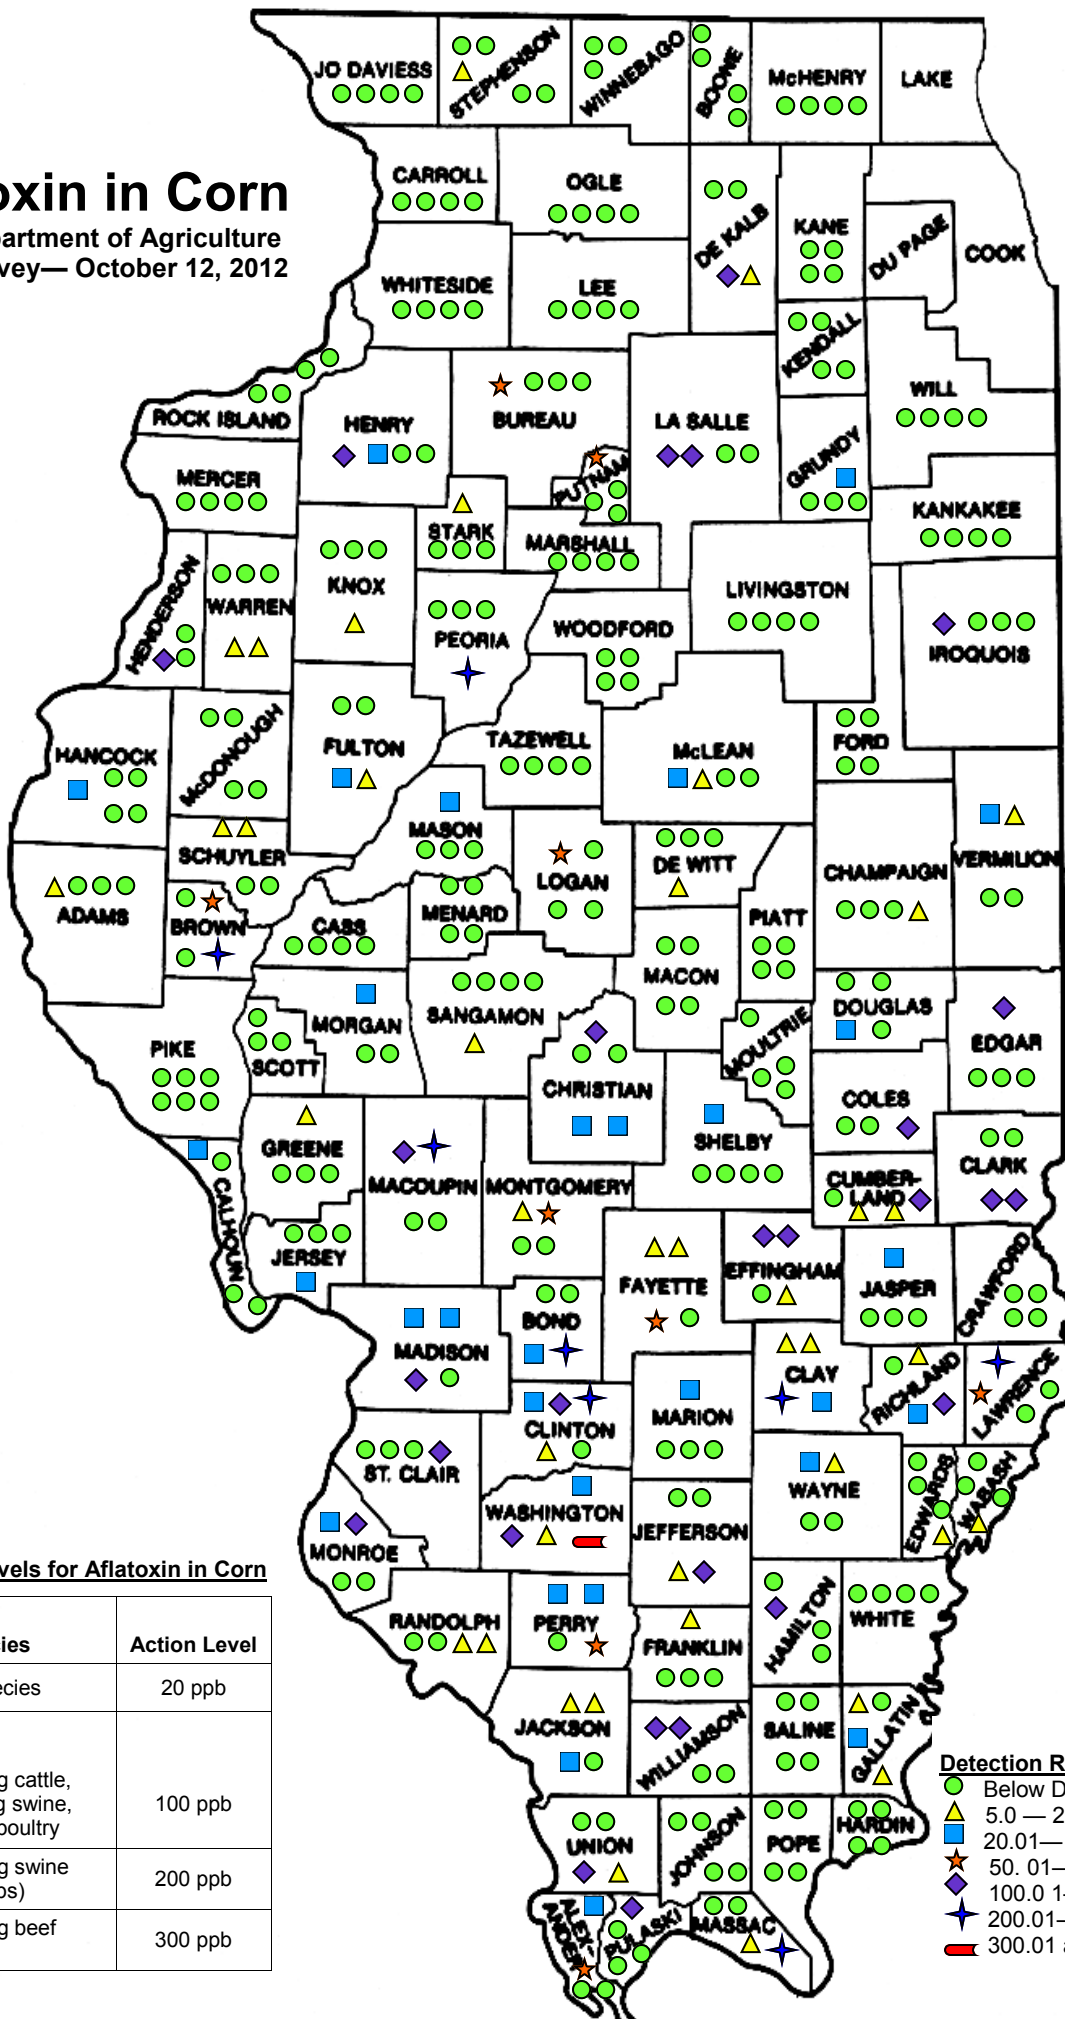 oxin in Corn
partment of Agriculture
vey— October 12, 2012
JO DAVIESS
STEPHENSON
WINNEBAGO
BOONE
McHENRY
LAKE
CARROLL
OGLE
DE KALB
KANE
DU PAGE
COOK
WHITESIDE
LEE
KENDALL
WILL
ROCK ISLAND
HENRY
BUREAU
LA SALLE
PUTNAM
GRUNDY
MERCER
STARK
MARSHALL
KANKAKEE
HENDERSON
WARREN
KNOX
PEORIA
WOODFORD
LIVINGSTON
IROQUOIS
HANCOCK
McDONOUGH
FULTON
TAZEWELL
McLEAN
FORD
MASON
SCHUYLER
LOGAN
DE WITT
CHAMPAIGN
VERMILION
ADAMS
BROWN
CASS
MENARD
PIATT
MACON
MORGAN
SANGAMON
DOUGLAS
PIKE
SCOTT
CHRISTIAN
MOULTRIE
EDGAR
COLES
GREENE
MACOUPIN
MONTGOMERY
SHELBY
CUMBER-
LAND
CLARK
CALHOUN
JERSEY
FAYETTE
EFFINGHAM
JASPER
CRAWFORD
MADISON
BOND
CLAY
RICHLAND
LAWRENCE
CLINTON
MARION
ST. CLAIR
WASHINGTON
JEFFERSON
WAYNE
EDWARDS
WABASH
MONROE
RANDOLPH
PERRY
FRANKLIN
HAMILTON
WHITE
JACKSON
WILLIAMSON
SALINE
GALLATIN
UNION
JOHNSON
POPE
HARDIN
ALEX-
ANDER
PULASKI
MASSAC
vels for Aflatoxin in Corn
cies
Action Level
ecies
20 ppb
g cattle,
g swine,
poultry
100 ppb
g swine
os)
200 ppb
g beef
300 ppb
Detection R
Below D
5.0 — 2
20.01—
50. 01—
100.0 1-
200.01—
300.01 a